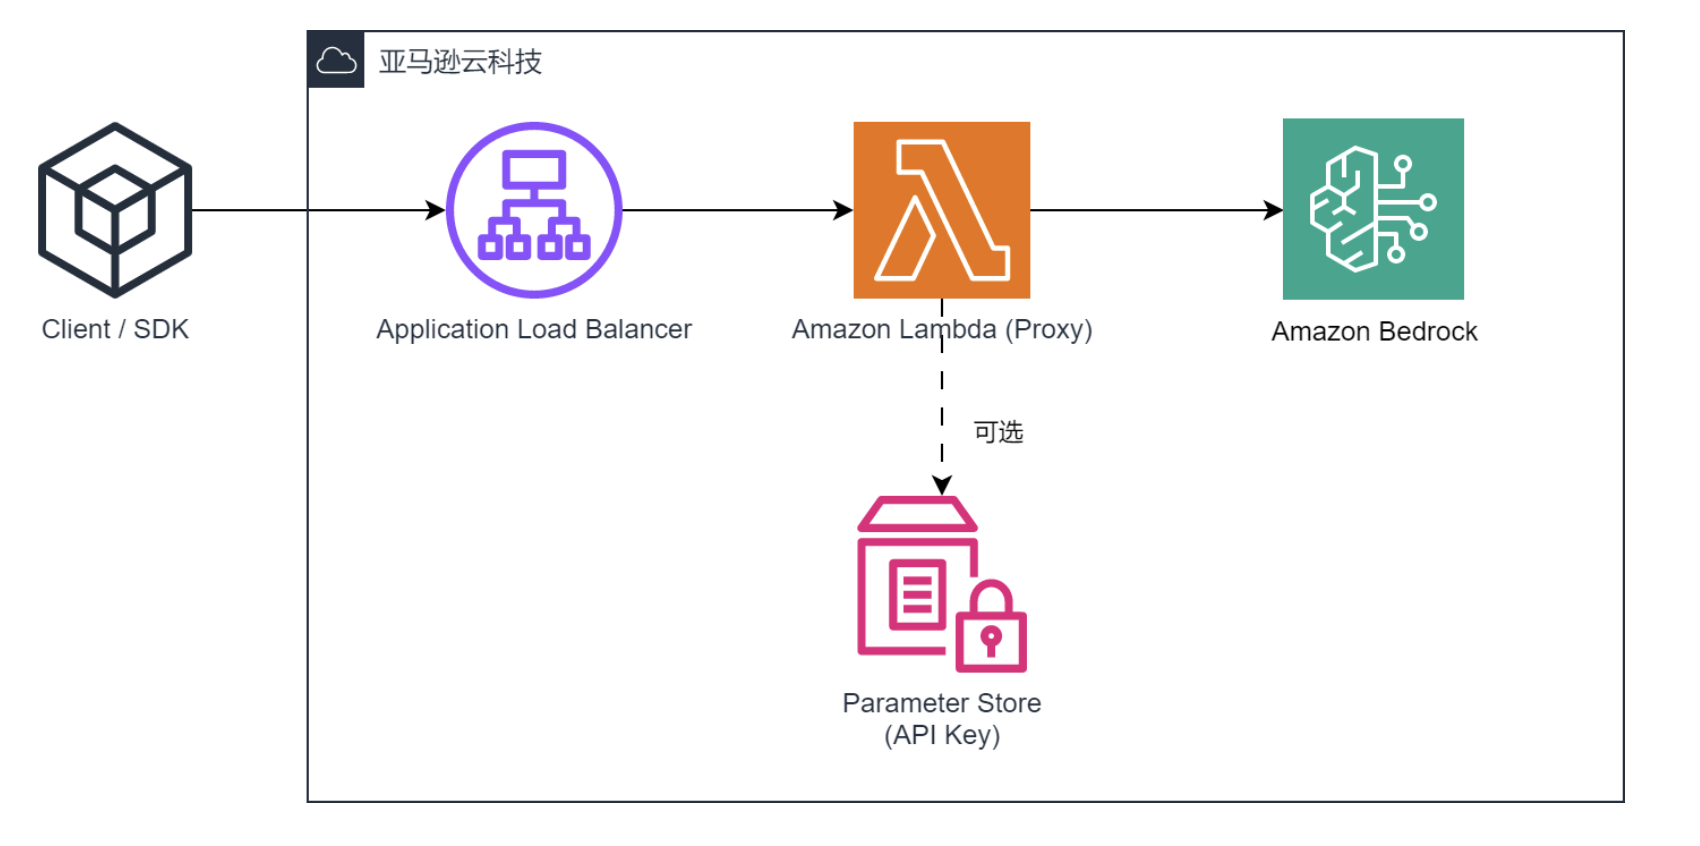 亚马逊云科技
Client / SDK
Application Load Balancer
Amazon Lambda (Proxy)
Amazon Bedrock
可选
Parameter Store
(API Key)